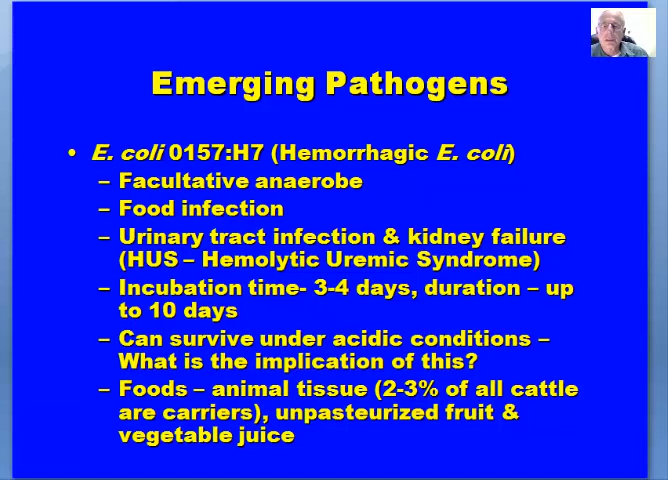 Emerging Pathogens
• E. coli 0157:H7 (Hemorrhagic E. coli)
– Facultative anaerobe
– Food infection
– Urinary tract infection & kidney failure
(HUS – Hemolytic Uremic Syndrome)
– Incubation time- 3-4 days, duration – up
to 10 days
– Can survive under acidic conditions –
What is the implication of this?
– Foods – animal tissue (2-3% of all cattle
are carriers), unpasteurized fruit &
vegetable juice